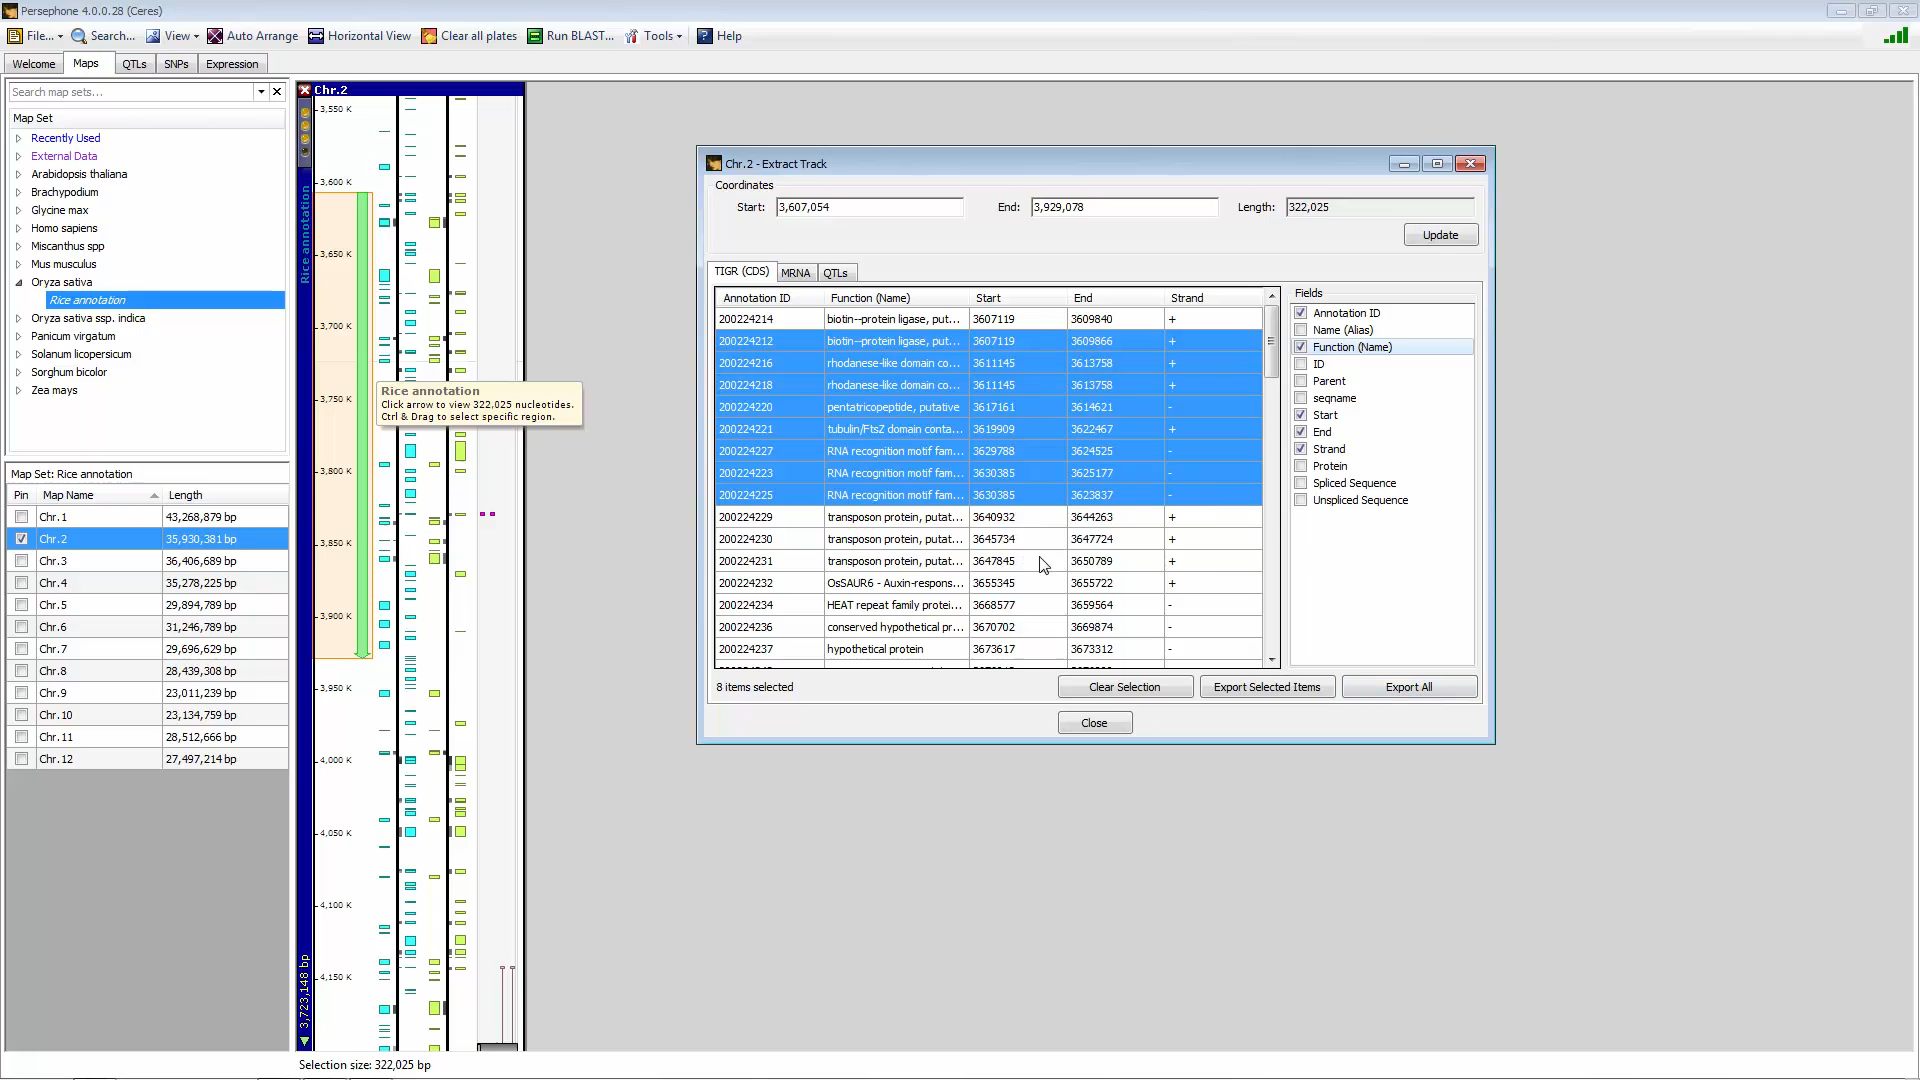 Persephone 4.0.0.28 (Ceres)
File... Search... View Auto Arrange Horizontal View Clear all plates Run BLAST... Tools Help
Welcome Maps QTLs SNPs Expression
Search map sets...
Map Set
Recently Used
External Data
Arabidopsis thaliana
Brachypodium
Glycine max
Homo sapiens
Miscanthus spp
Mus musculus
Oryza sativa
Rice annotation
Oryza sativa ssp. indica
Panicum virgatum
Solanum licopersicum
Sorghum bicolor
Zea mays
Map Set: Rice annotation
Pin Map Name Length
Chr.1 43,268,879 bp
Chr.2 35,930,381 bp
Chr.3 36,406,689 bp
Chr.4 35,278,225 bp
Chr.5 29,894,789 bp
Chr.6 31,246,789 bp
Chr.7 29,696,629 bp
Chr.8 28,439,308 bp
Chr.9 23,011,239 bp
Chr.10 23,134,759 bp
Chr.11 28,512,666 bp
Chr.12 27,497,214 bp
Chr.2
Rice annotation
3,550 K
3,600 K
3,650 K
3,700 K
3,750 K
3,800 K
3,850 K
3,900 K
3,950 K
4,000 K
4,050 K
4,100 K
4,150 K
3,723,148 bp
Rice annotation
Click arrow to view 322,025 nucleotides.
Ctrl & Drag to select specific region.
Selection size: 322,025 bp
Chr.2 - Extract Track
Coordinates
Start: 3,607,054 End: 3,929,078 Length: 322,025
Update
TIGR (CDS) MRNA QTLs
Annotation ID Function (Name) Start End Strand
200224214 biotin--protein ligase, put... 3607119 3609840 +
200224212 biotin--protein ligase, put... 3607119 3609866 +
200224216 rhodanese-like domain co... 3611145 3613758 +
200224218 rhodanese-like domain co... 3611145 3613758 +
200224220 pentatricopeptide, putative 3617161 3614621 -
200224221 tubulin/FtsZ domain conta... 3619909 3622467 +
200224227 RNA recognition motif fam... 3629788 3624525 -
200224223 RNA recognition motif fam... 3630385 3625177 -
200224225 RNA recognition motif fam... 3630385 3623837 -
200224229 transposon protein, putat... 3640932 3644263 +
200224230 transposon protein, putat... 3645734 3647724 +
200224231 transposon protein, putat... 3647845 3650789 +
200224232 OsSAUR6 - Auxin-respons... 3655345 3655722 +
200224234 HEAT repeat family protei... 3668577 3659564 -
200224236 conserved hypothetical pr... 3670702 3669874 -
200224237 hypothetical protein 3673617 3673312 -
Fields
Annotation ID
Name (Alias)
Function (Name)
ID
Parent
seqname
Start
End
Strand
Protein
Spliced Sequence
Unspliced Sequence
8 items selected
Clear Selection Export Selected Items Export All
Close